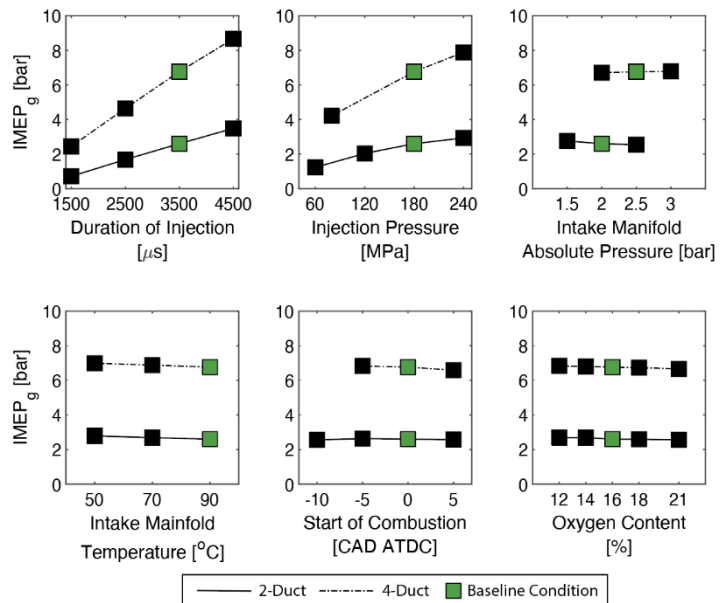 IMEPg [bar]
10
8
6
4
2
0
1500 2500 3500 4500
Duration of Injection
[μs]
10
8
6
4
2
0
60 120 180 240
Injection Pressure
[MPa]
10
8
6
4
2
0
1.5 2 2.5 3
Intake Manifold
Absolute Pressure [bar]
IMEPg [bar]
10
8
6
4
2
0
50 70 90
Intake Mainfold
Temperature [°C]
10
8
6
4
2
0
-10 -5 0 5
Start of Combustion
[CAD ATDC]
10
8
6
4
2
0
12 14 16 18 21
Oxygen Content
[%]
2-Duct 4-Duct Baseline Condition